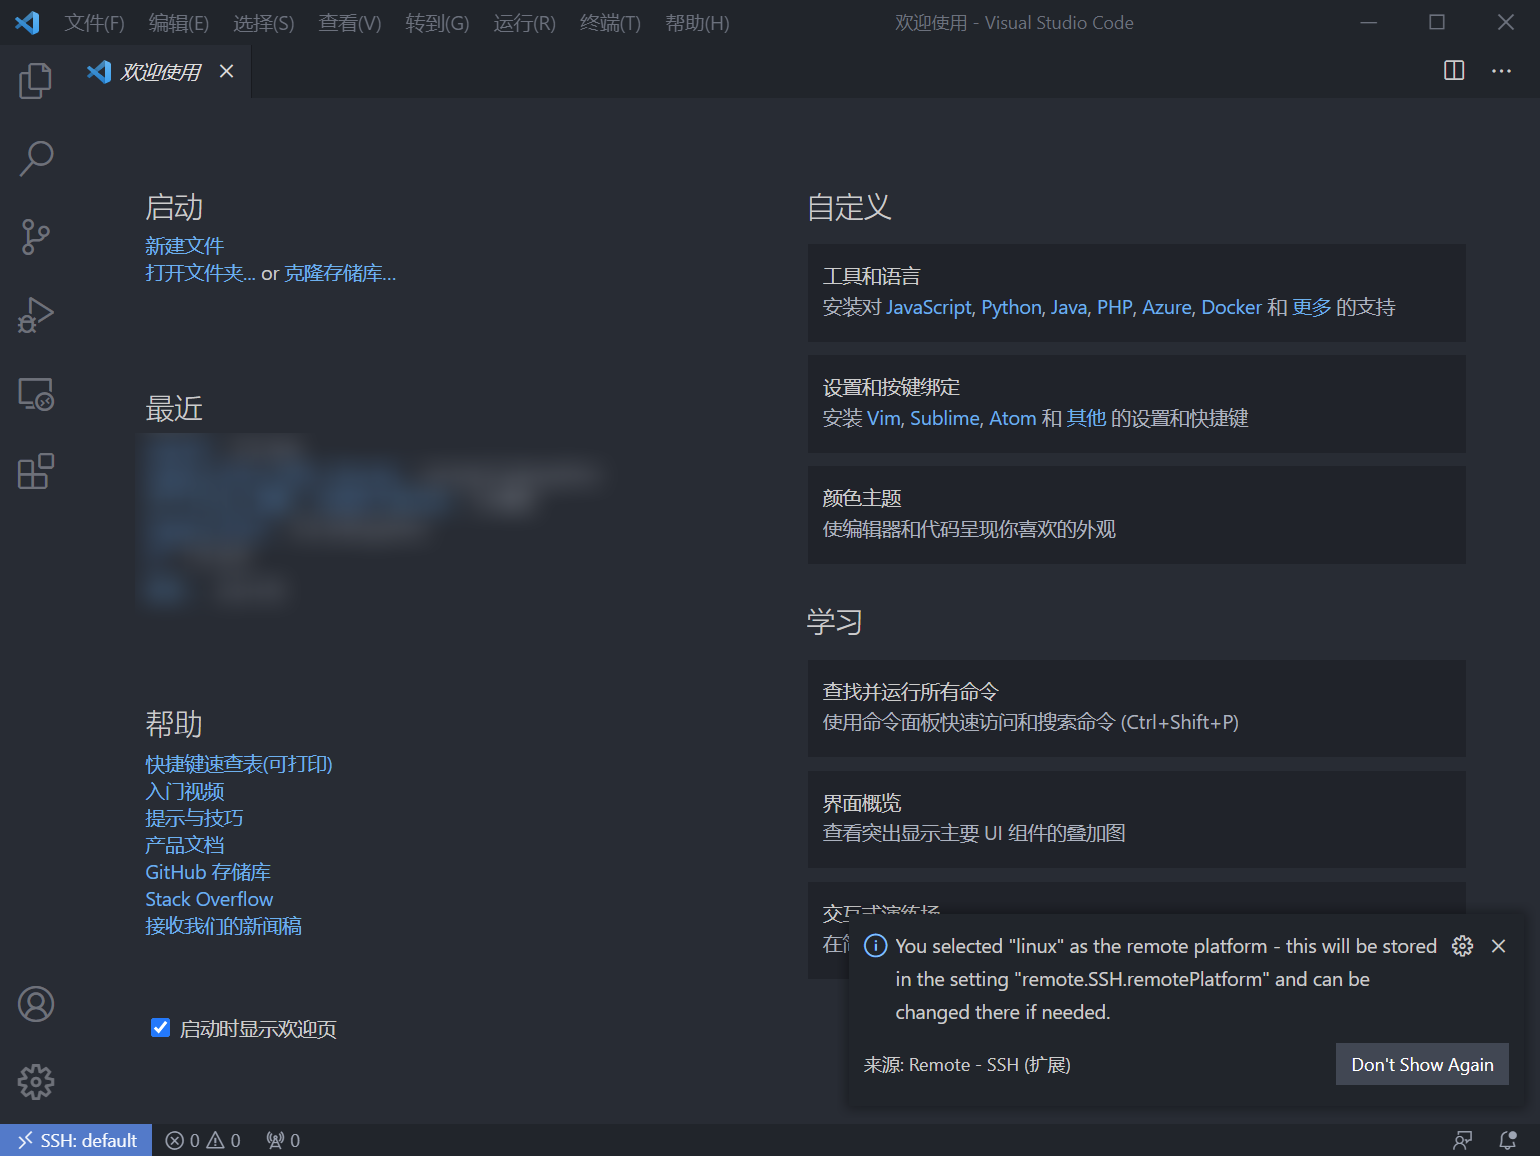 文件(F) 编辑(E) 选择(S) 查看(V) 转到(G) 运行(R) 终端(T) 帮助(H) 欢迎使用 - Visual Studio Code
欢迎使用
启动
新建文件
打开文件夹... or 克隆存储库...
最近
帮助
快捷键速查表(可打印)
入门视频
提示与技巧
产品文档
GitHub 存储库
Stack Overflow
接收我们的新闻稿
启动时显示欢迎页
自定义
工具和语言
安装对 JavaScript, Python, Java, PHP, Azure, Docker 和 更多 的支持
设置和按键绑定
安装 Vim, Sublime, Atom 和 其他 的设置和快捷键
颜色主题
使编辑器和代码呈现你喜欢的外观
学习
查找并运行所有命令
使用命令面板快速访问和搜索命令 (Ctrl+Shift+P)
界面概览
查看突出显示主要 UI 组件的叠加图
交互式演练场
You selected "linux" as the remote platform - this will be stored
in the setting "remote.SSH.remotePlatform" and can be
changed there if needed.
来源: Remote - SSH (扩展)
Don't Show Again
SSH: default 0 0 0